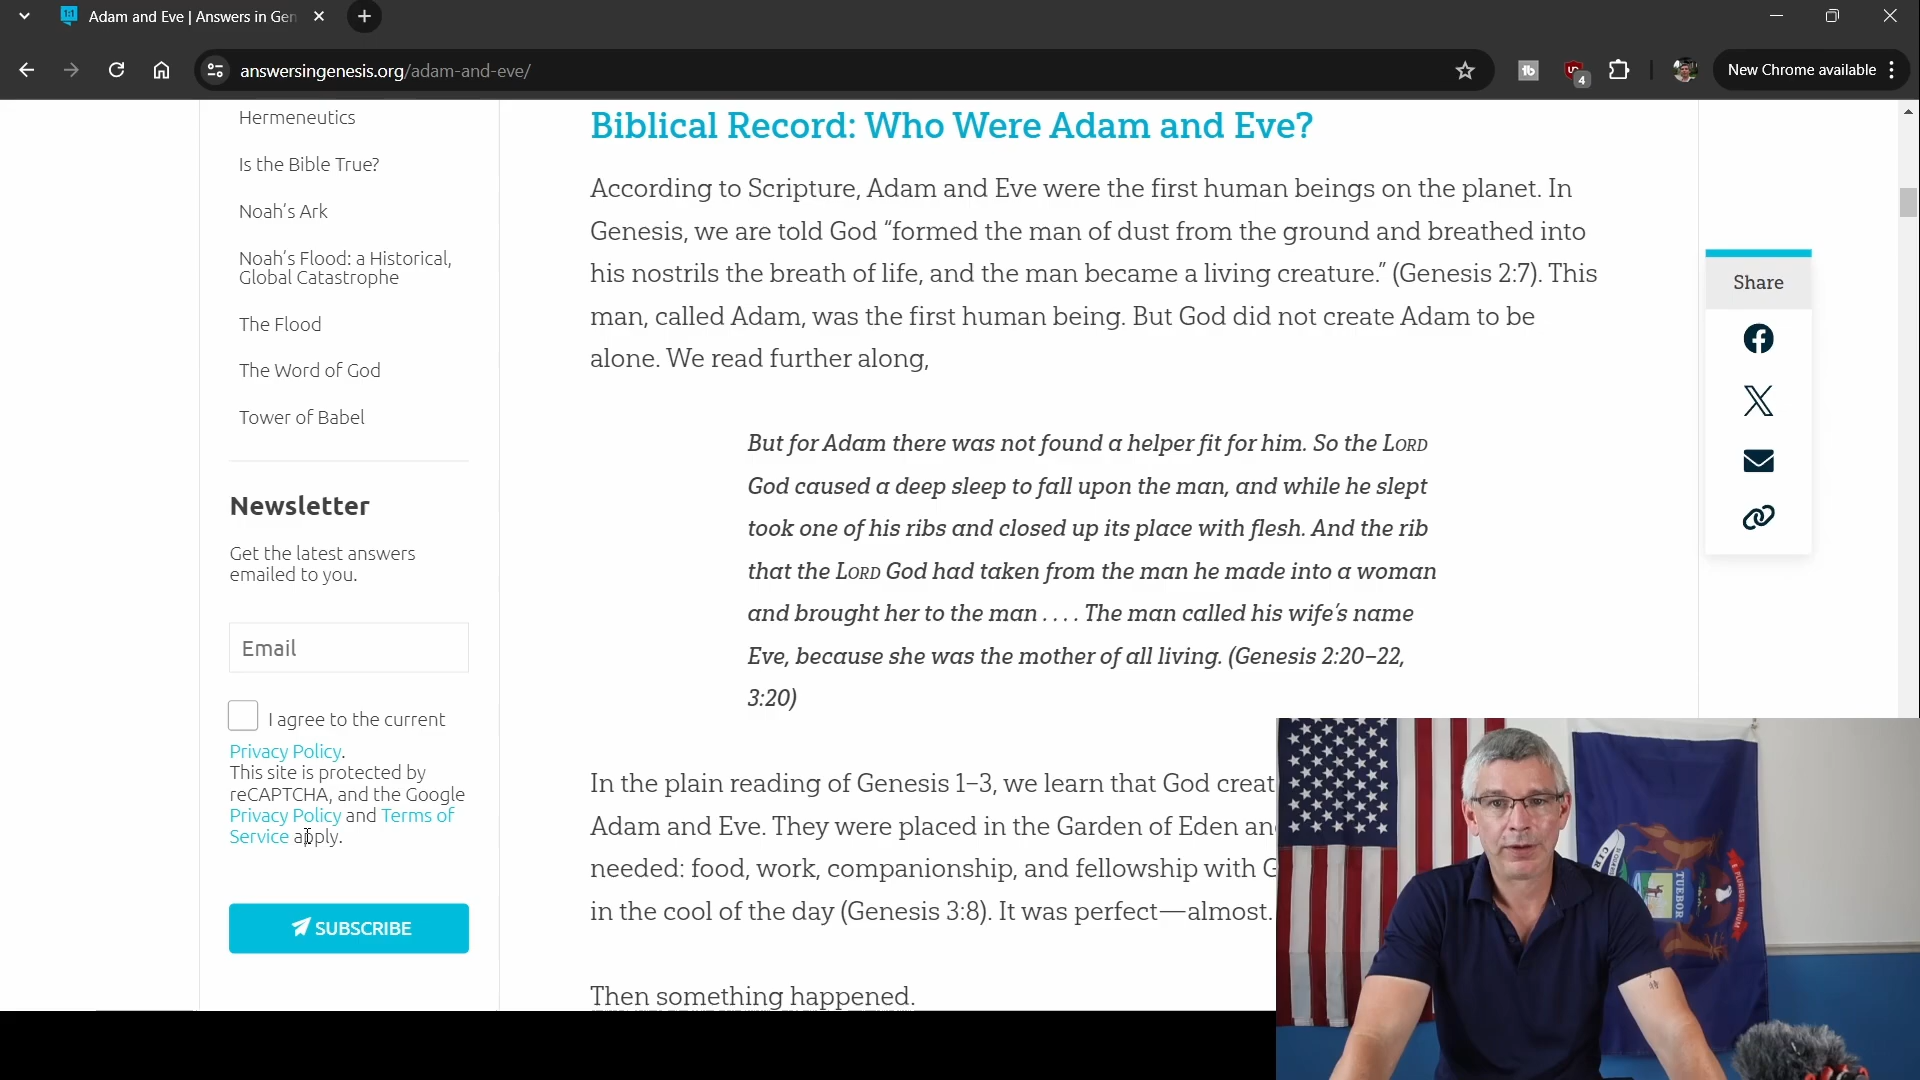 Adam and Eve | Answers in Gen
answersingenesis.org/adam-and-eve/
4
New Chrome available
Hermeneutics
Is the Bible True?
Noah's Ark
Noah's Flood: a Historical,
Global Catastrophe
The Flood
The Word of God
Tower of Babel
Newsletter
Get the latest answers
emailed to you.
Email
I agree to the current
Privacy Policy.
This site is protected by
reCAPTCHA, and the Google
Privacy Policy and Terms of
Service apply.
SUBSCRIBE
Biblical Record: Who Were Adam and Eve?
According to Scripture, Adam and Eve were the first human beings on the planet. In
Genesis, we are told God “formed the man of dust from the ground and breathed into
his nostrils the breath of life, and the man became a living creature.” (Genesis 2:7). This
man, called Adam, was the first human being. But God did not create Adam to be
alone. We read further along,
But for Adam there was not found a helper fit for him. So the LORD
God caused a deep sleep to fall upon the man, and while he slept
took one of his ribs and closed up its place with flesh. And the rib
that the LORD God had taken from the man he made into a woman
and brought her to the man . . . . The man called his wife's name
Eve, because she was the mother of all living. (Genesis 2:20–22,
3:20)
In the plain reading of Genesis 1–3, we learn that God creat
Adam and Eve. They were placed in the Garden of Eden an
needed: food, work, companionship, and fellowship with G
in the cool of the day (Genesis 3:8). It was perfect—almost.
Then something happened.
Share
TUEBOR